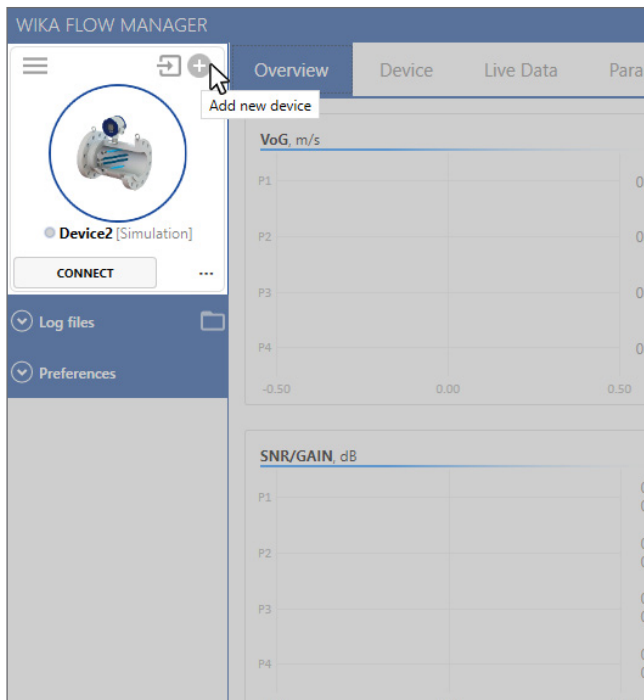 WIKA FLOW MANAGER
Overview Device Live Data Para
Add new device
Device2 [Simulation]
CONNECT ...
Log files
Preferences
VoG, m/s
P1 0
P2 0
P3 0
P4 0
-0.50 0.00 0.50
SNR/GAIN, dB
P1
P2
P3
P4